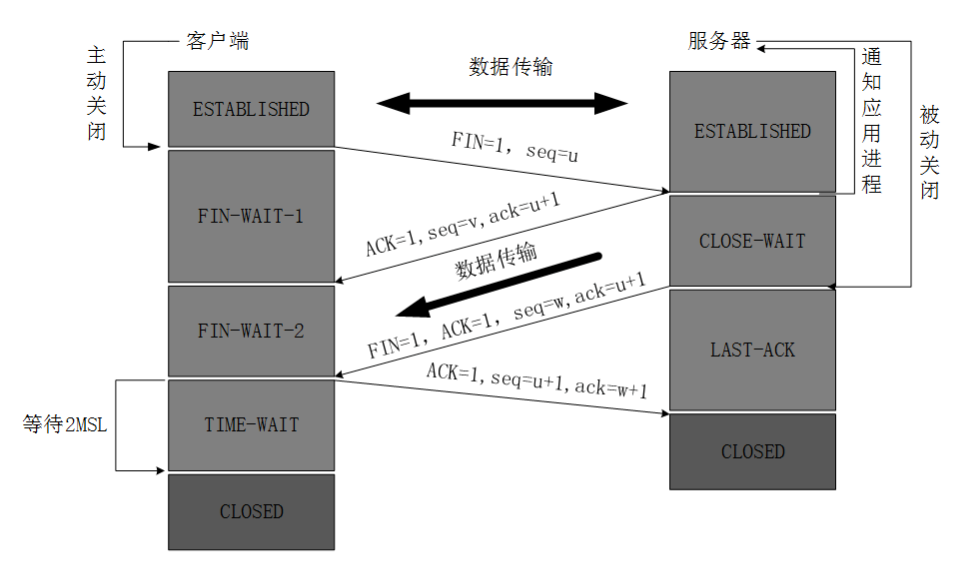 客户端
服务器
主动关闭
数据传输
通知应用进程
被动关闭
ESTABLISHED
ESTABLISHED
FIN=1, seq=u
FIN-WAIT-1
ACK=1,seq=v,ack=u+1
CLOSE-WAIT
数据传输
FIN-WAIT-2
FIN=1, ACK=1, seq=w,ack=u+1
LAST-ACK
ACK=1,seq=u+1,ack=w+1
等待2MSL
TIME-WAIT
CLOSED
CLOSED